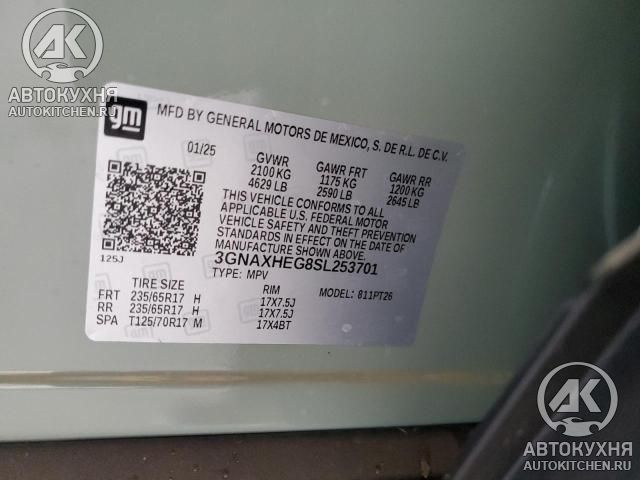 АК
АВТОКУХНЯ
AUTOKITCHEN.RU
gm
MFD BY GENERAL MOTORS DE MEXICO, S. DE R.L. DE C.V.
01/25 GVWR GAWR FRT GAWR RR
2100 KG 1175 KG 1200 KG
4629 LB 2590 LB 2645 LB
THIS VEHICLE CONFORMS TO ALL
APPLICABLE U.S. FEDERAL MOTOR
VEHICLE SAFETY AND THEFT PREVENTION
STANDARDS IN EFFECT ON THE DATE OF
MANUFACTURE SHOWN ABOVE.
125J 3GNAXHEG8SL253701
TYPE: MPV MODEL: 811PT26
TIRE SIZE RIM
FRT 235/65R17 H 17X7.5J
RR 235/65R17 H 17X7.5J
SPA T125/70R17 M 17X4BT
АК
АВТОКУХНЯ
AUTOKITCHEN.RU